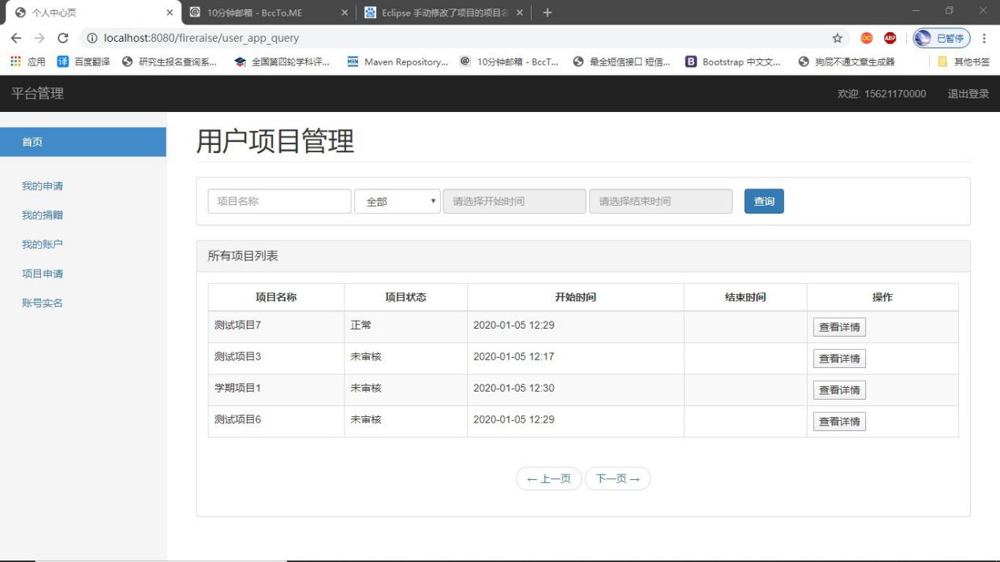 个人中心页
10分钟邮箱 - BccTo.ME
Eclipse 手动修改了项目的项目名
localhost:8080/fireraise/user_app_query
ABP
已暂停
应用
译 百度翻译
研究生报名查询系...
全国第四轮学科评...
Maven Repository...
10分钟邮箱 - BccT...
最全短信接口 短信...
B Bootstrap 中文文...
狗屁不通文章生成器
其他书签
平台管理
欢迎: 15621170000
退出登录
首页
我的申请
我的捐赠
我的账户
项目申请
账号实名
用户项目管理
项目名称 全部 请选择开始时间 请选择结束时间 查询
所有项目列表
项目名称 项目状态 开始时间 结束时间 操作
测试项目7 正常 2020-01-05 12:29 查看详情
测试项目3 未审核 2020-01-05 12:17 查看详情
学期项目1 未审核 2020-01-05 12:30 查看详情
测试项目6 未审核 2020-01-05 12:29 查看详情
← 上一页 下一页 →